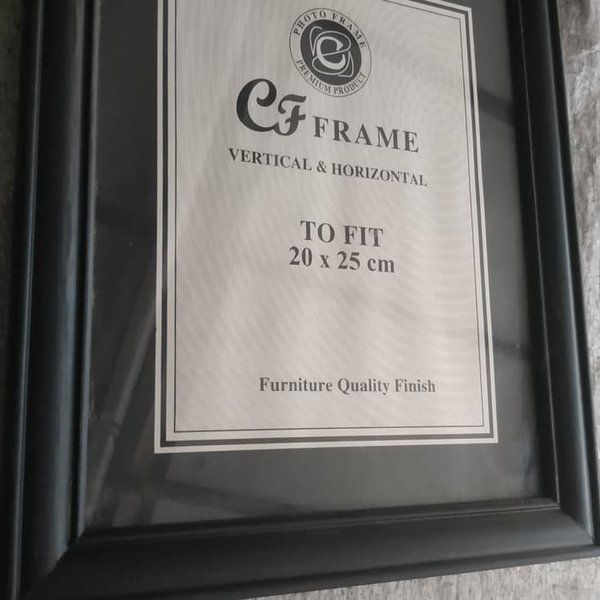 PHOTO FRAME
PREMIUM PRODUCT
CF FRAME
VERTICAL & HORIZONTAL
TO FIT
20 x 25 cm
Furniture Quality Finish